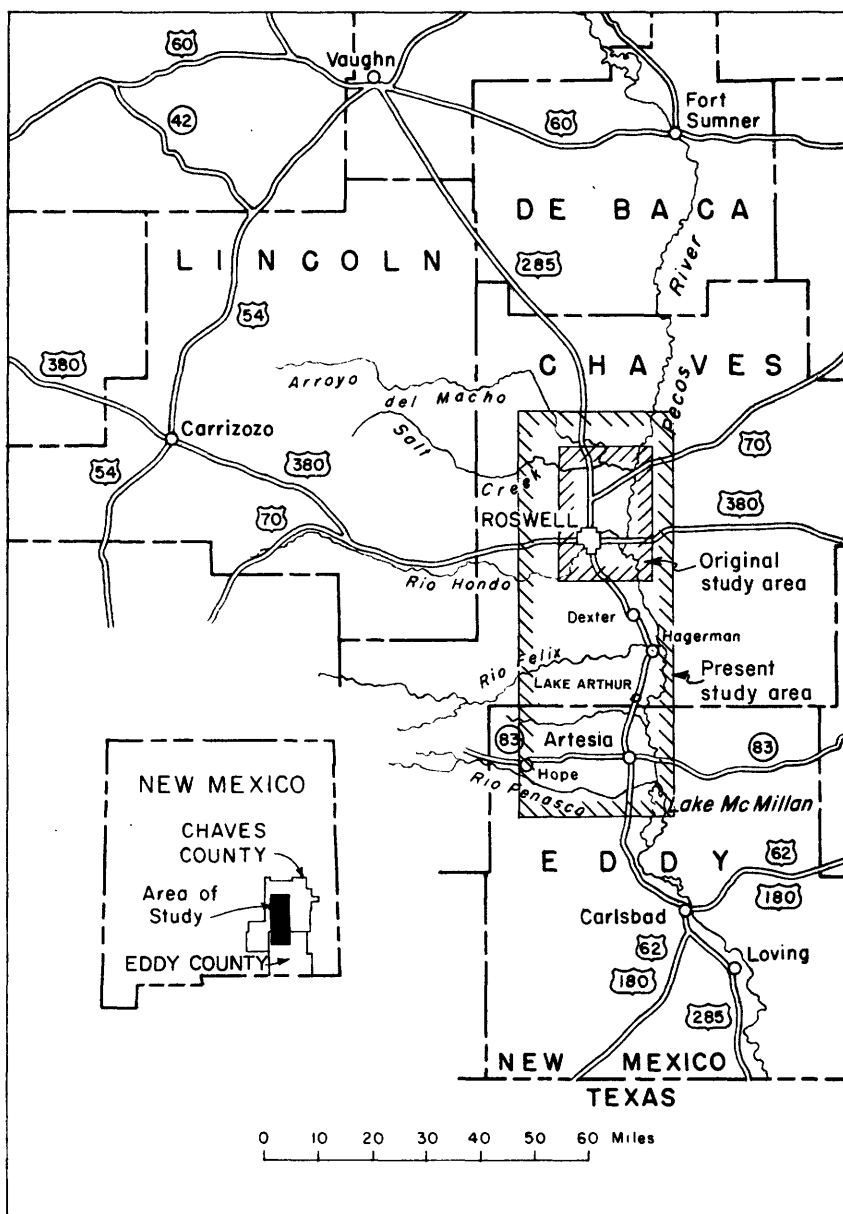 60
Vaughn
42
60
Fort
Sumner
DE BACA
LINCOLN
285
River
54
CHAVES
380
Arroyo
del Macho
Pecos
Salt
Carrizozo
70
380
Creek
54
70
ROSWELL
380
Original
study area
Rio Hondo
Dexter
Hagerman
Rio Felix
Present
study area
LAKE ARTHUR
83
Artesia
83
Hope
Rio Penasco
Lake McMillan
NEW MEXICO
CHAVES
COUNTY
Area of
Study
EDDY COUNTY
EDDY
62
180
Carlsbad
62
Loving
180
285
NEW MEXICO
TEXAS
0 10 20 30 40 50 60 Miles